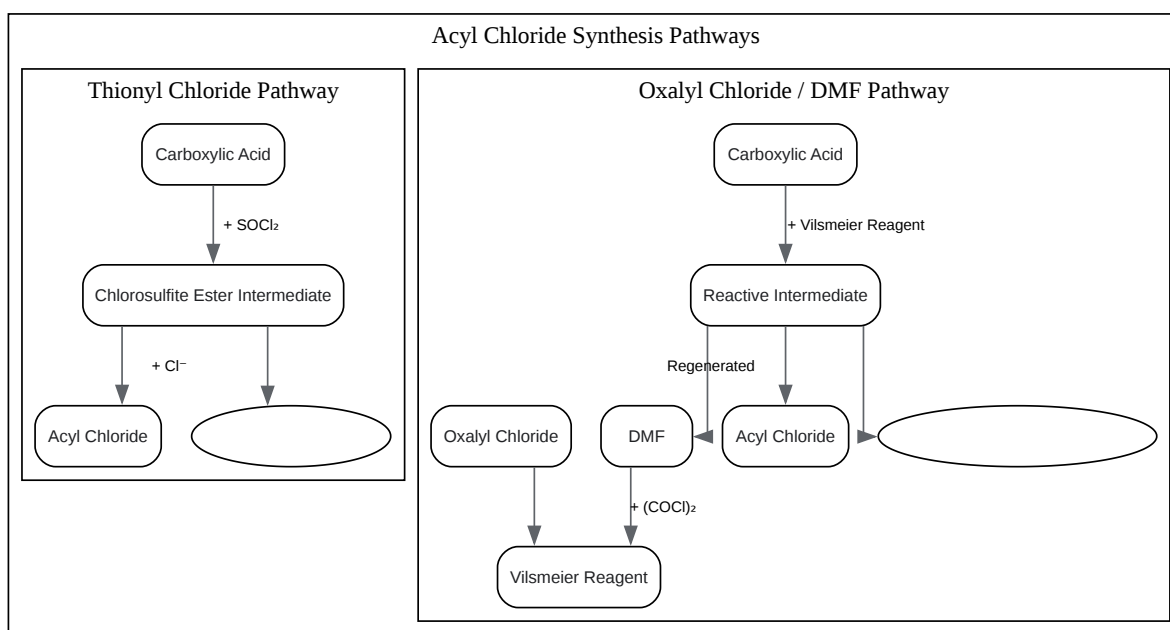 Acyl Chloride Synthesis Pathways
Thionyl Chloride Pathway
Carboxylic Acid
+ SOCl₂
Chlorosulfite Ester Intermediate
+ Cl⁻
Acyl Chloride
Oxalyl Chloride / DMF Pathway
Carboxylic Acid
+ Vilsmeier Reagent
Reactive Intermediate
Regenerated
Oxalyl Chloride
DMF
Acyl Chloride
+ (COCl)₂
Vilsmeier Reagent